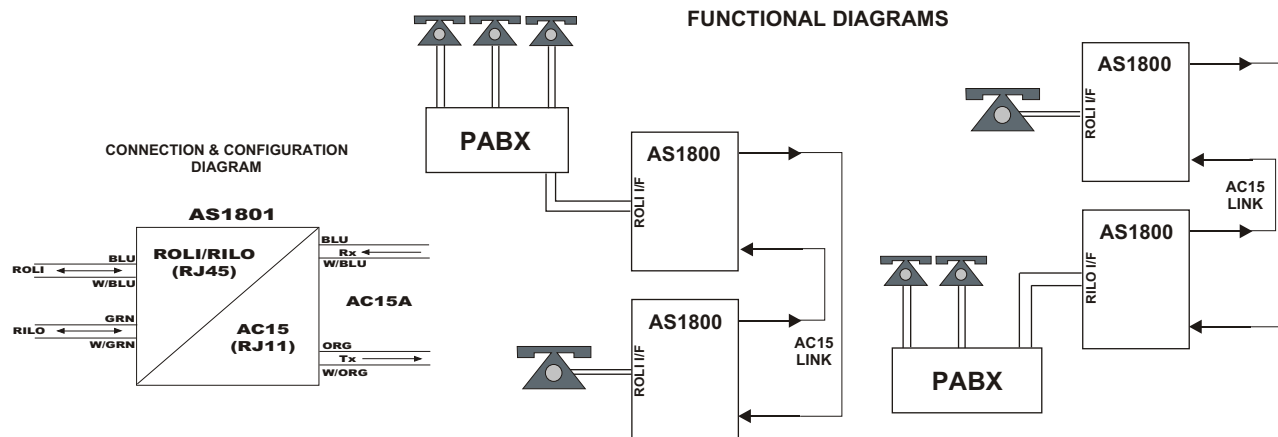 FUNCTIONAL DIAGRAMS
CONNECTION & CONFIGURATION
DIAGRAM
AS1801
ROLI/RILO
(RJ45)
AC15
(RJ11)
ROLI
BLU
W/BLU
RILO
GRN
W/GRN
BLU
Rx
W/BLU
AC15A
ORG
Tx
W/ORG
PABX
AS1800
ROLI I/F
AS1800
ROLI I/F
AC15
LINK
AS1800
ROLI I/F
AC15
LINK
AS1800
RILO I/F
PABX